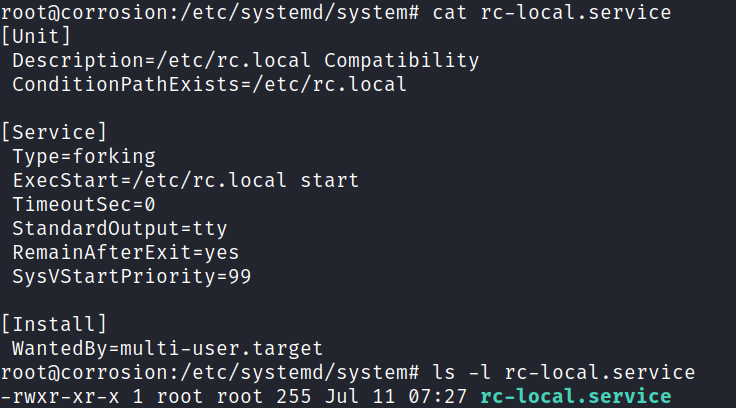 root@corrosion:/etc/systemd/system# cat rc-local.service
[Unit]
 Description=/etc/rc.local Compatibility
 ConditionPathExists=/etc/rc.local

[Service]
 Type=forking
 ExecStart=/etc/rc.local start
 TimeoutSec=0
 StandardOutput=tty
 RemainAfterExit=yes
 SysVStartPriority=99

[Install]
 WantedBy=multi-user.target
root@corrosion:/etc/systemd/system# ls -l rc-local.service
-rwxr-xr-x 1 root root 255 Jul 11 07:27 rc-local.service